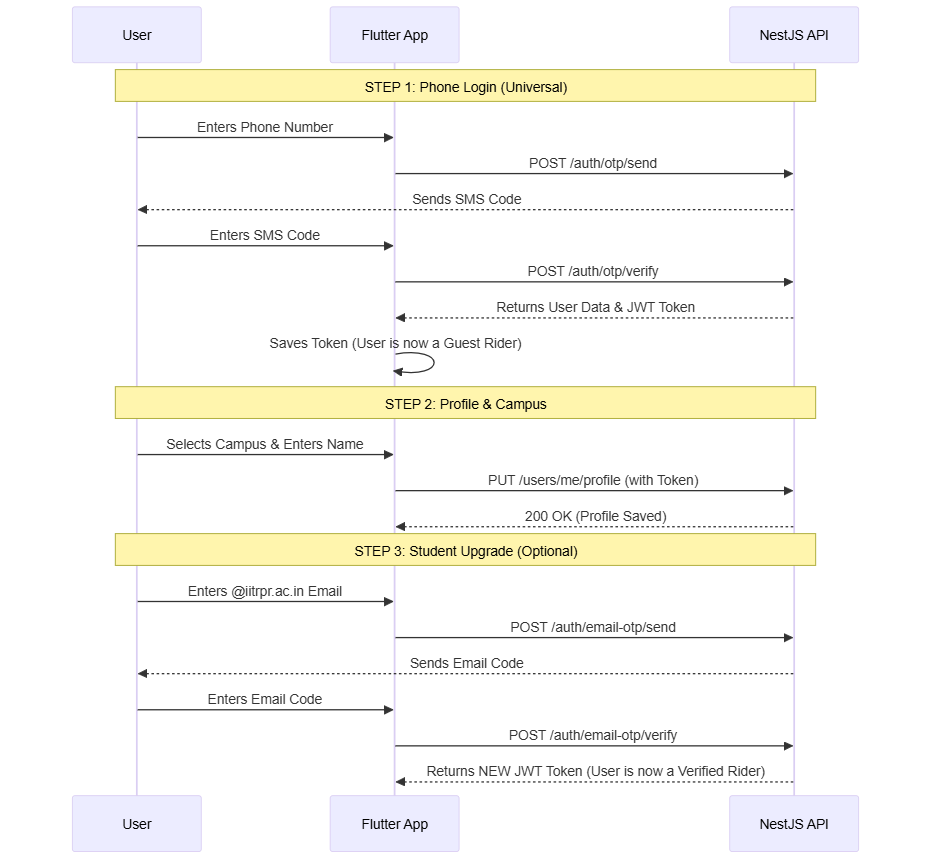 User
Flutter App
NestJS API
STEP 1: Phone Login (Universal)
Enters Phone Number
POST /auth/otp/send
Sends SMS Code
Enters SMS Code
POST /auth/otp/verify
Returns User Data & JWT Token
Saves Token (User is now a Guest Rider)
STEP 2: Profile & Campus
Selects Campus & Enters Name
PUT /users/me/profile (with Token)
200 OK (Profile Saved)
STEP 3: Student Upgrade (Optional)
Enters @iitrpr.ac.in Email
POST /auth/email-otp/send
Sends Email Code
Enters Email Code
POST /auth/email-otp/verify
Returns NEW JWT Token (User is now a Verified Rider)
User
Flutter App
NestJS API